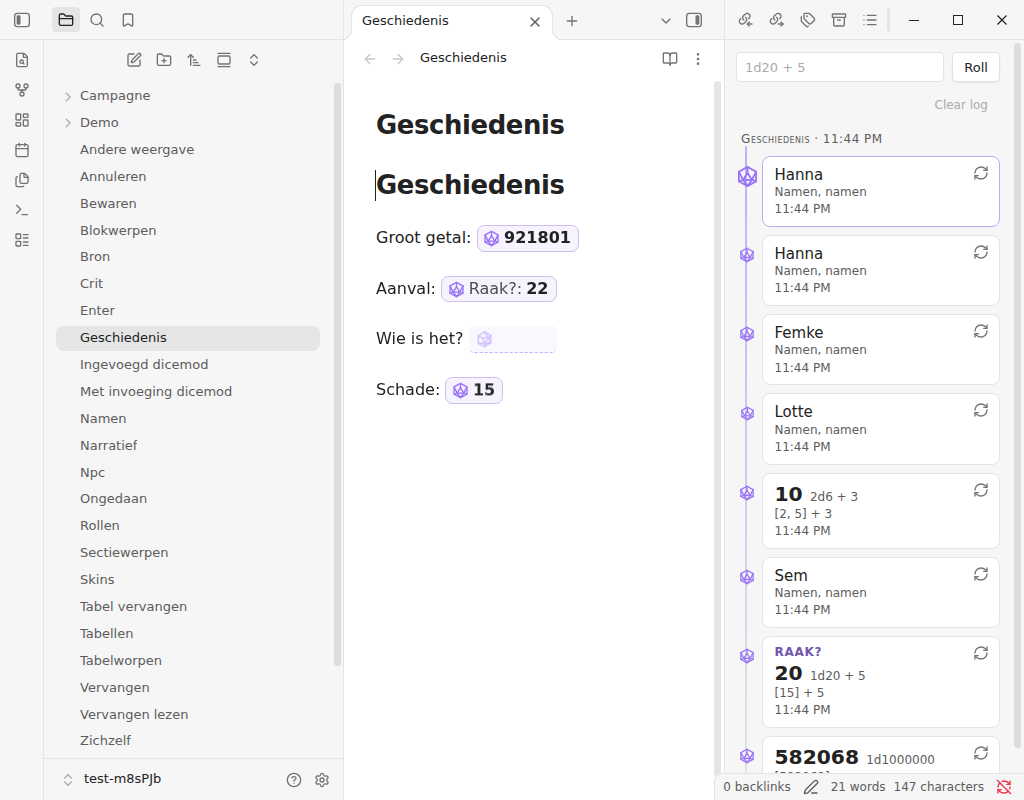 Geschiedenis
1d20 + 5
Roll
Clear log
Campagne
Demo
Andere weergave
Annuleren
Bewaren
Blokwerpen
Bron
Crit
Enter
Geschiedenis
Ingevoegd dicemod
Met invoeging dicemod
Namen
Narratief
Npc
Ongedaan
Rollen
Sectiewerpen
Skins
Tabel vervangen
Tabellen
Tabelworpen
Vervangen
Vervangen lezen
Zichzelf
test-m8sPJb
Geschiedenis
Geschiedenis
Geschiedenis
Groot getal: 921801
Aanval: Raak?: 22
Wie is het?
Schade: 15
Geschiedenis · 11:44 PM
Hanna
Namen, namen
11:44 PM
Hanna
Namen, namen
11:44 PM
Femke
Namen, namen
11:44 PM
Lotte
Namen, namen
11:44 PM
10 2d6 + 3
[2, 5] + 3
11:44 PM
Sem
Namen, namen
11:44 PM
RAAK?
20 1d20 + 5
[15] + 5
11:44 PM
582068 1d1000000
0 backlinks 21 words 147 characters